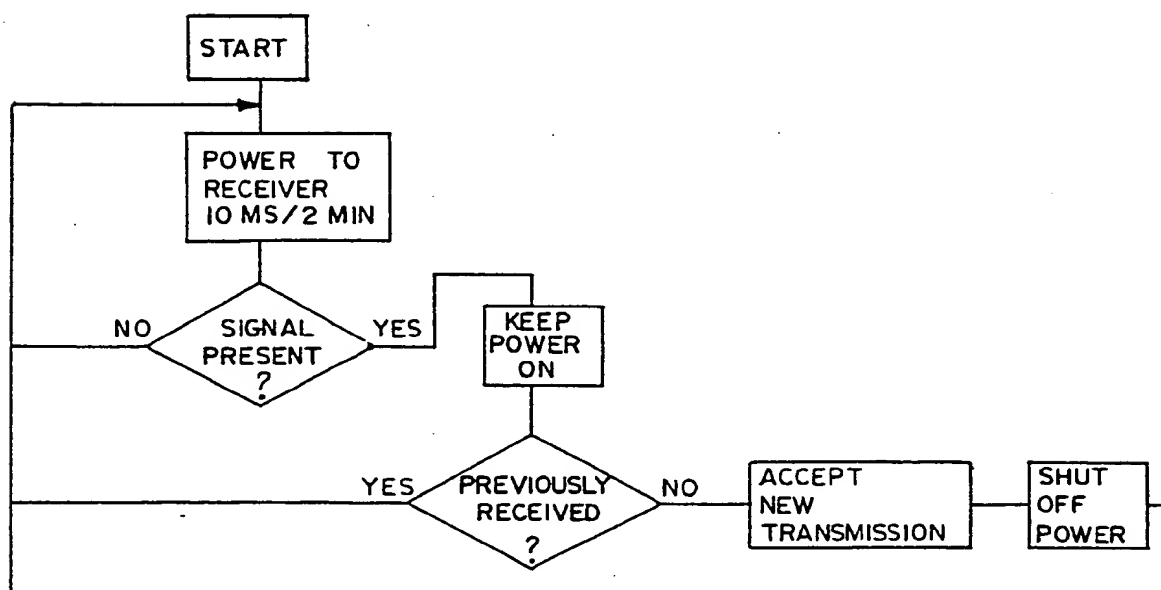 START
POWER TO
RECEIVER
10 MS/2 MIN
NO
SIGNAL
PRESENT
?
YES
KEEP
POWER
ON
YES
PREVIOUSLY
RECEIVED
?
NO
ACCEPT
NEW
TRANSMISSION
SHUT
OFF
POWER